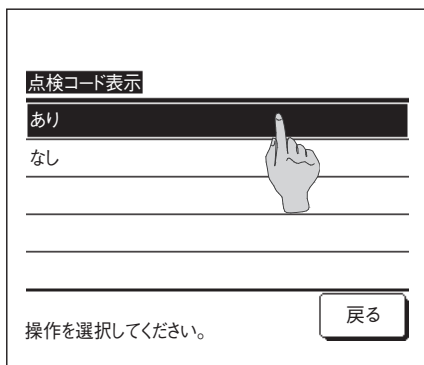 点検コード表示
あり
なし
戻る
操作を選択してください。